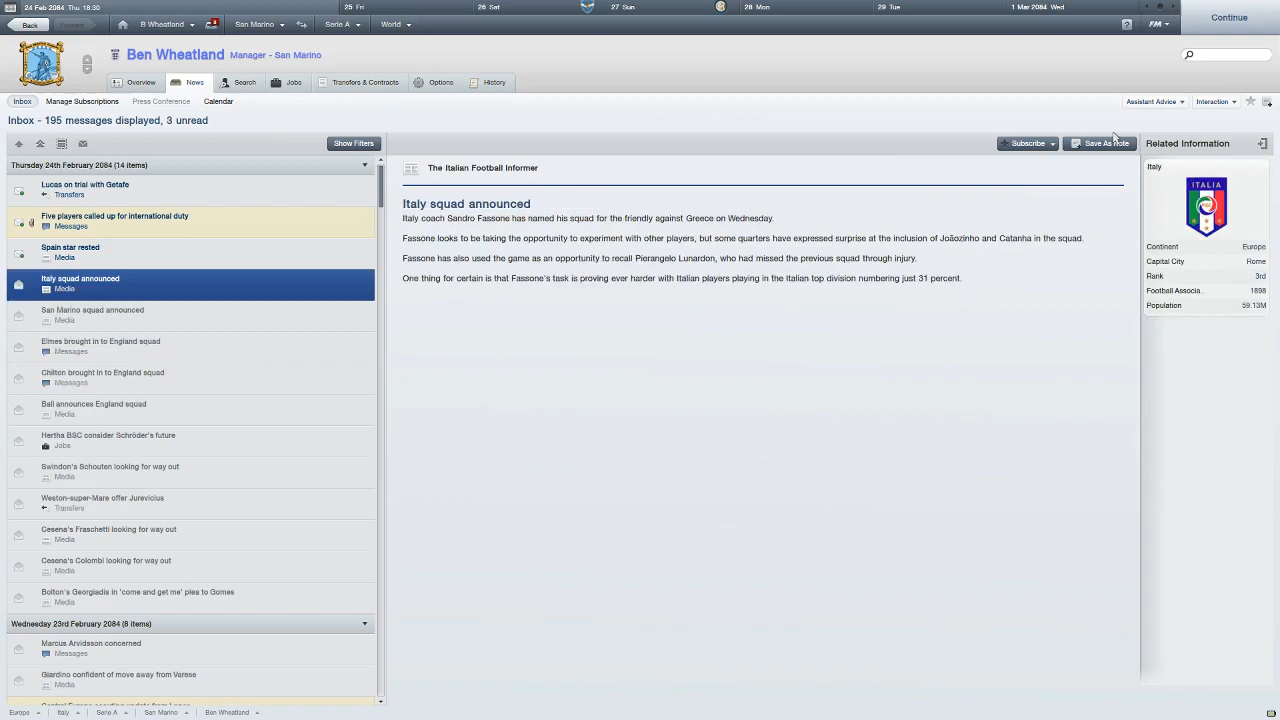 24 Feb 2084 Thu 18:30
25 Fri
26 Sat
27 Sun
28 Mon
29 Tue
1 Mar 2084 Wed
Continue
Back
B Wheatland
3
San Marino
Serie A
World
?
FM
Ben Wheatland Manager - San Marino
Overview
News
Search
Jobs
Transfers & Contracts
Options
History
Inbox
Manage Subscriptions
Press Conference
Calendar
Assistant Advice
Interaction
Inbox - 195 messages displayed, 3 unread
Show Filters
Subscribe
Save As Note
Related Information
Thursday 24th February 2084 (14 items)
Lucas on trial with Getafe
Transfers
Five players called up for international duty
Messages
Spain star rested
Media
Italy squad announced
Media
San Marino squad announced
Media
Elmes brought in to England squad
Messages
Chilton brought in to England squad
Messages
Ball announces England squad
Media
Hertha BSC consider Schröder's future
Jobs
Swindon's Schouten looking for way out
Media
Weston-super-Mare offer Jurevicius
Transfers
Cesena's Fraschetti looking for way out
Media
Cesena's Colombi looking for way out
Media
Bolton's Georgiadis in 'come and get me' plea to Gomes
Media
Wednesday 23rd February 2084 (8 items)
Marcus Arvidsson concerned
Messages
Giardino confident of move away from Varese
Media
The Italian Football Informer
Italy squad announced
Italy coach Sandro Fassone has named his squad for the friendly against Greece on Wednesday.
Fassone looks to be taking the opportunity to experiment with other players, but some quarters have expressed surprise at the inclusion of Joãozinho and Catanha in the squad.
Fassone has also used the game as an opportunity to recall Pierangelo Lunardon, who had missed the previous squad through injury.
One thing for certain is that Fassone's task is proving ever harder with Italian players playing in the Italian top division numbering just 31 percent.
Italy
ITALIA
Continent Europe
Capital City Rome
Rank 3rd
Football Associa... 1898
Population 59.13M
Europe
Italy
Serie A
San Marino
Ben Wheatland